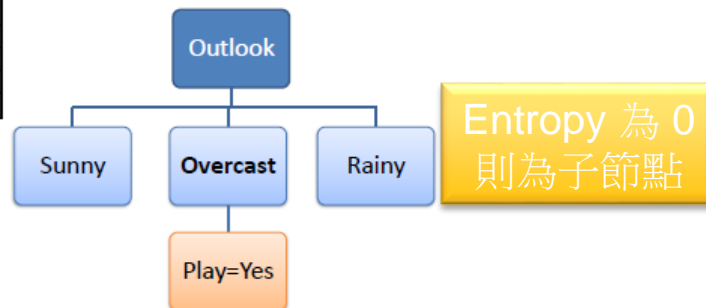 Outlook
Sunny
Overcast
Rainy
Entropy 為 0
則為子節點
Play=Yes